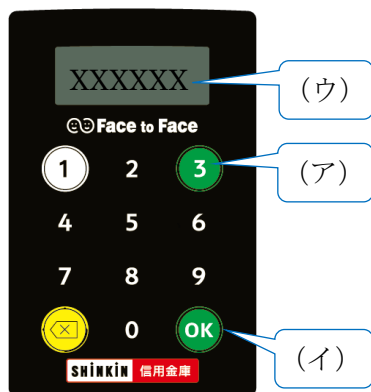 XXXXXX
(ウ)
Face to Face
1 2 3
(ア)
4 5 6
7 8 9
0 OK
(イ)
SHiNKiN 信用金庫